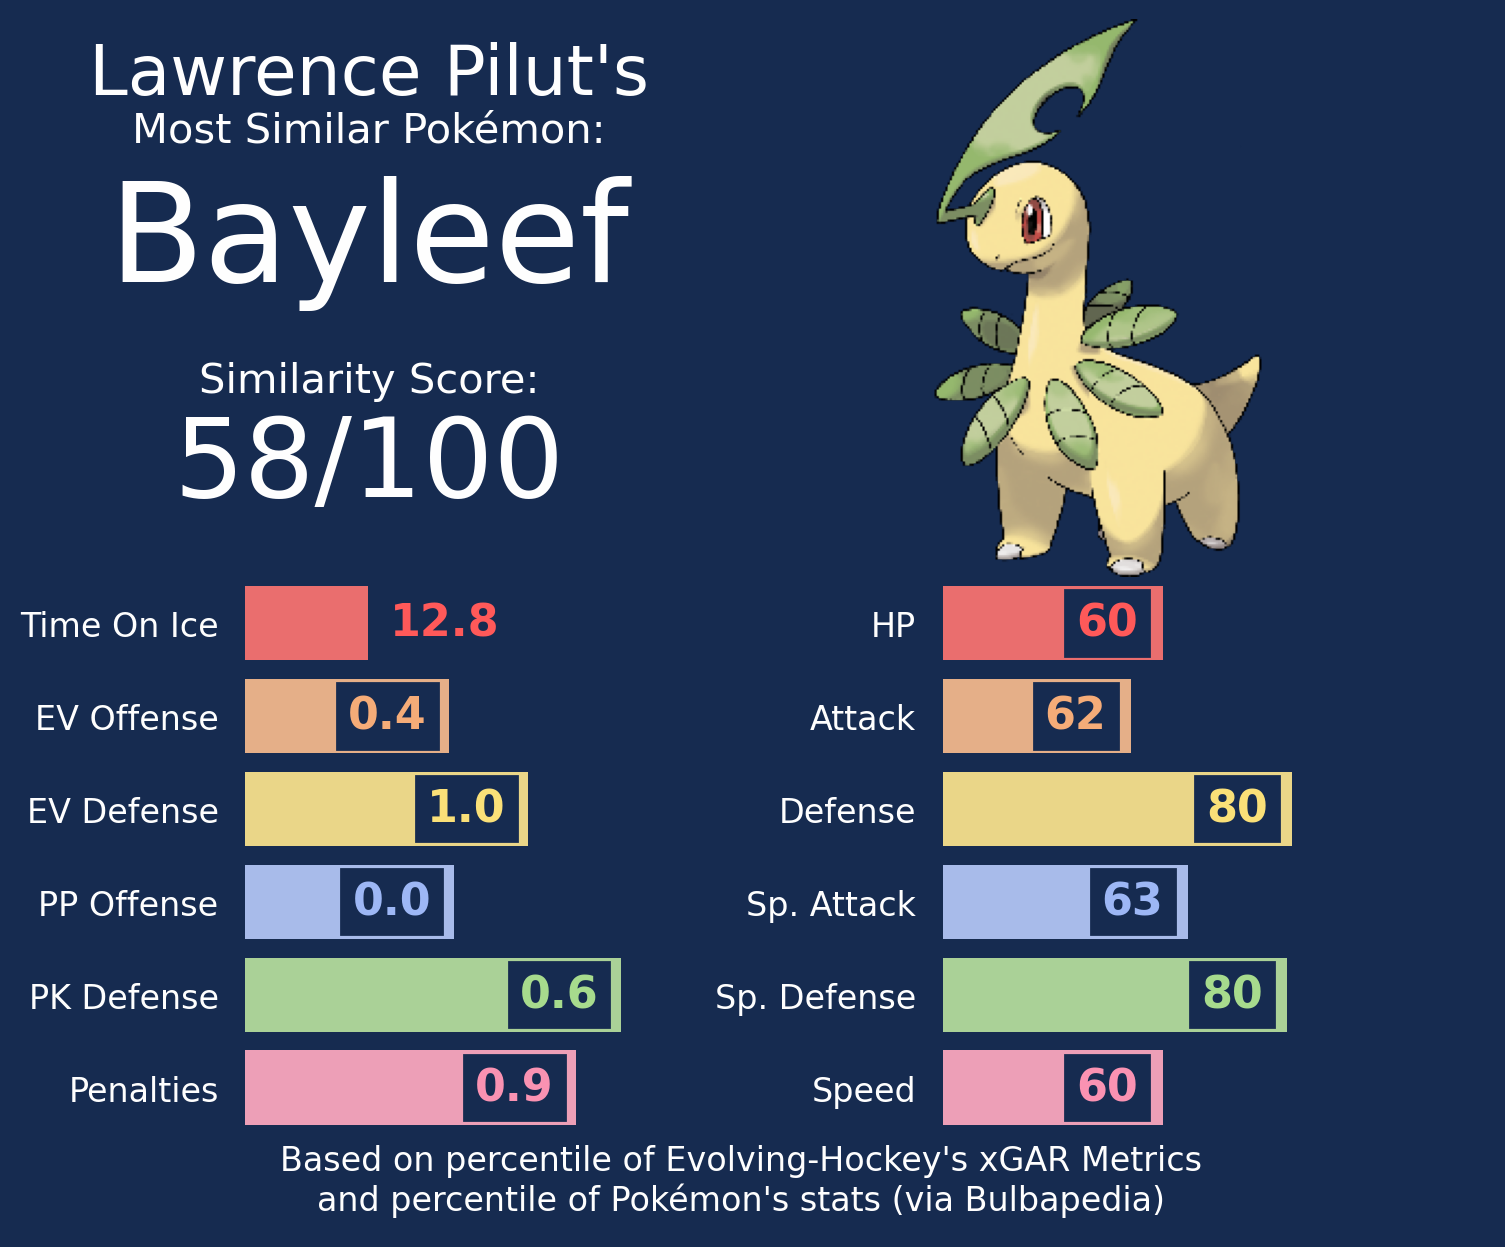 Lawrence Pilut's
Most Similar Pokémon:
Bayleef
Similarity Score:
58/100
Time On Ice 12.8
EV Offense 0.4
EV Defense 1.0
PP Offense 0.0
PK Defense 0.6
Penalties 0.9
HP 60
Attack 62
Defense 80
Sp. Attack 63
Sp. Defense 80
Speed 60
Based on percentile of Evolving-Hockey's xGAR Metrics
and percentile of Pokémon's stats (via Bulbapedia)